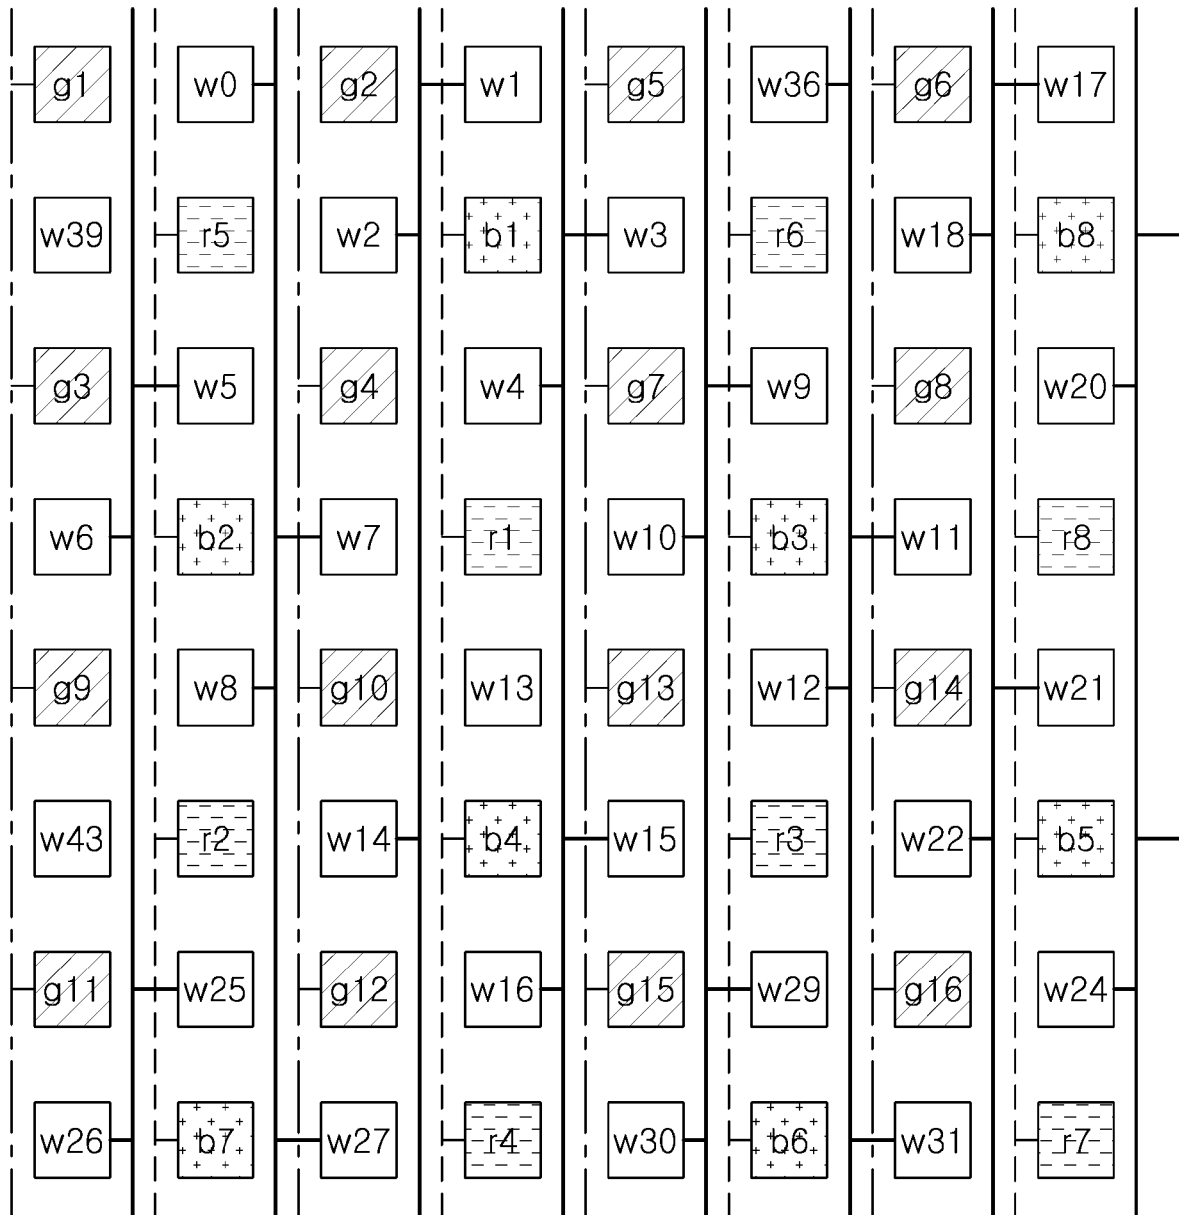 g1 w0 g2 w1 g5 w36 g6 w17
w39 r5 w2 b1 w3 r6 w18 b8
g3 w5 g4 w4 g7 w9 g8 w20
w6 b2 w7 r1 w10 b3 w11 r8
g9 w8 g10 w13 g13 w12 g14 w21
w43 r2 w14 b4 w15 r3 w22 b5
g11 w25 g12 w16 g15 w29 g16 w24
w26 b7 w27 r4 w30 b6 w31 r7